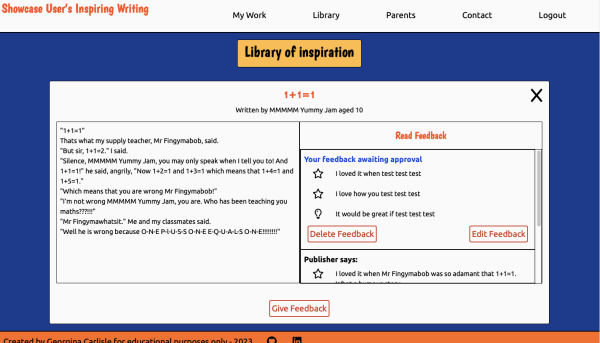 Showcase User's Inspiring Writing
My Work Library Parents Contact Logout
Library of inspiration
1+1=1
X
Written by MMMMM Yummy Jam aged 10
"1+1=1"
Thats what my supply teacher, Mr Fingymabob, said.
"But sir, 1+1=2." I said.
"Silence, MMMMM Yummy Jam, you may only speak when I tell you to! And
1+1=1!" he said, angrily, "Now 1+2=1 and 1+3=1 which means that 1+4=1 and
1+5=1."
"Which means that you are wrong Mr Fingymabob!"
"I'm not wrong MMMMM Yummy Jam, you are. Who has been teaching you
maths???!!!"
"Mr Fingymawhatsit." Me and my classmates said.
"Well he is wrong because O-N-E P-l-U-S-S O-N-E E-Q-U-A-L-S O-N-E!!!!!!!!"
Read Feedback
Your feedback awaiting approval
I loved it when test test test
I love how you test test test
It would be great if test test test
Delete Feedback Edit Feedback
Publisher says:
I loved it when Mr Fingymabob was so adamant that 1+1=1.
Give Feedback
Created by Georgina Carlisle for educational purposes only - 2023